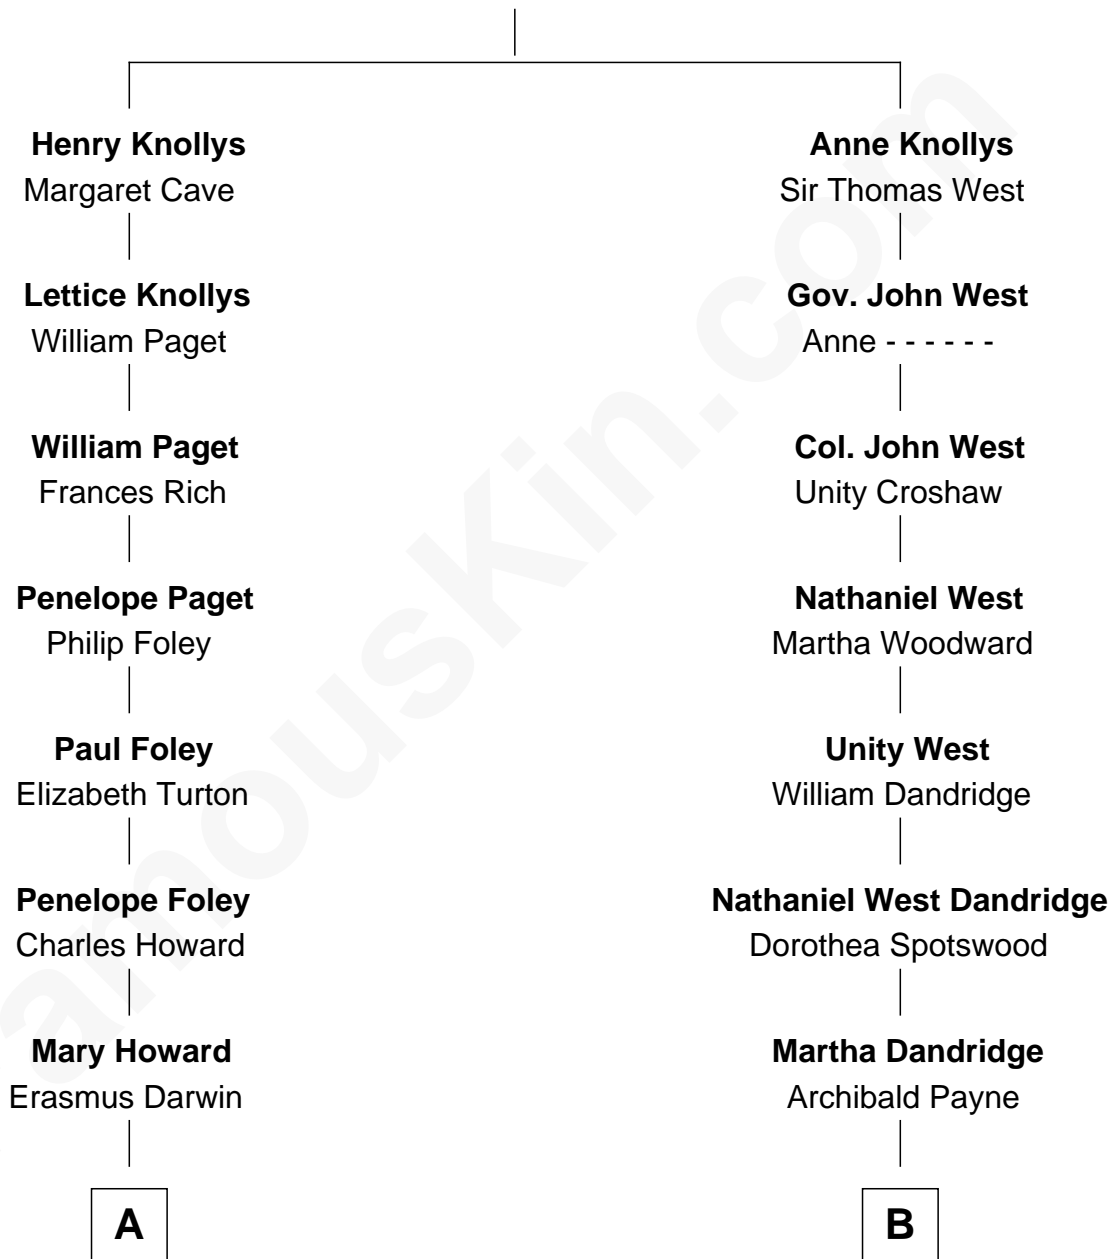 Henry Knollys
Margaret Cave
Anne Knollys
Sir Thomas West
Lettice Knollys
William Paget
Gov. John West
Anne - - - - - -
William Paget
Frances Rich
Col. John West
Unity Croshaw
Penelope Paget
Philip Foley
Nathaniel West
Martha Woodward
Paul Foley
Elizabeth Turton
Unity West
William Dandridge
Penelope Foley
Charles Howard
Nathaniel West Dandridge
Dorothea Spotswood
Mary Howard
Erasmus Darwin
Martha Dandridge
Archibald Payne
A
B
amousKin.com